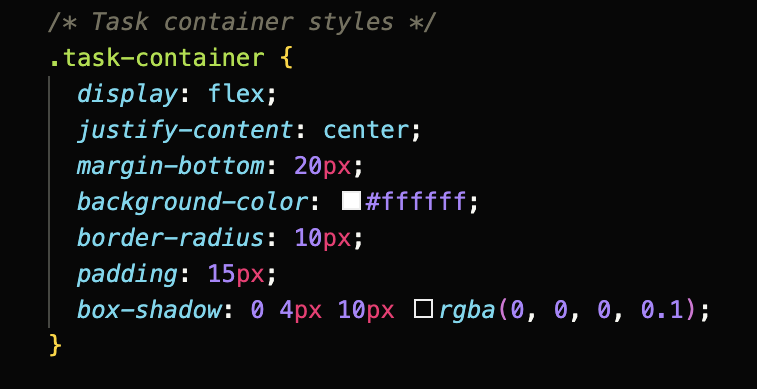 /* Task container styles */
.task-container {
display: flex;
justify-content: center;
margin-bottom: 20px;
background-color: #ffffff;
border-radius: 10px;
padding: 15px;
box-shadow: 0 4px 10px rgba(0, 0, 0, 0.1);
}